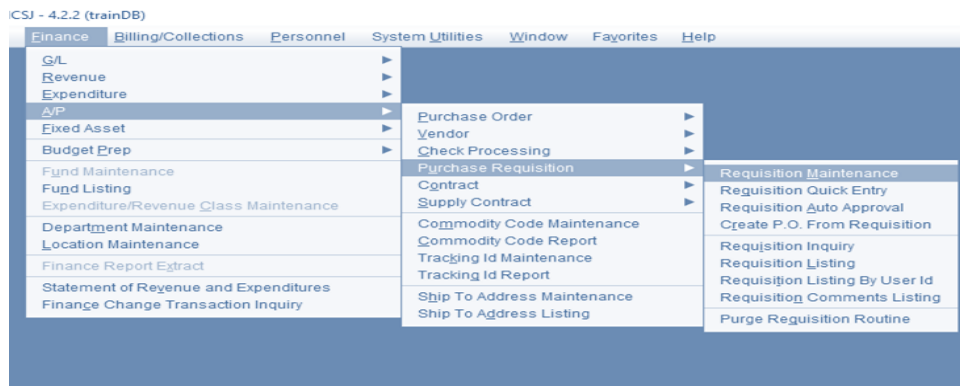 CSJ - 4.2.2 (trainDB)
Finance Billing/Collections Personnel System Utilities Window Favorites Help
G/L
Revenue
Expenditure
A/P
Fixed Asset
Budget Prep
Fund Maintenance
Fund Listing
Expenditure/Revenue Class Maintenance
Department Maintenance
Location Maintenance
Finance Report Extract
Statement of Revenue and Expenditures
Finance Change Transaction Inquiry
Purchase Order
Vendor
Check Processing
Purchase Requisition
Contract
Supply Contract
Commodity Code Maintenance
Commodity Code Report
Tracking Id Maintenance
Tracking Id Report
Ship To Address Maintenance
Ship To Address Listing
Requisition Maintenance
Requisition Quick Entry
Requisition Auto Approval
Create P.O. From Requisition
Requisition Inquiry
Requisition Listing
Requisition Listing By User Id
Requisition Comments Listing
Purge Requisition Routine